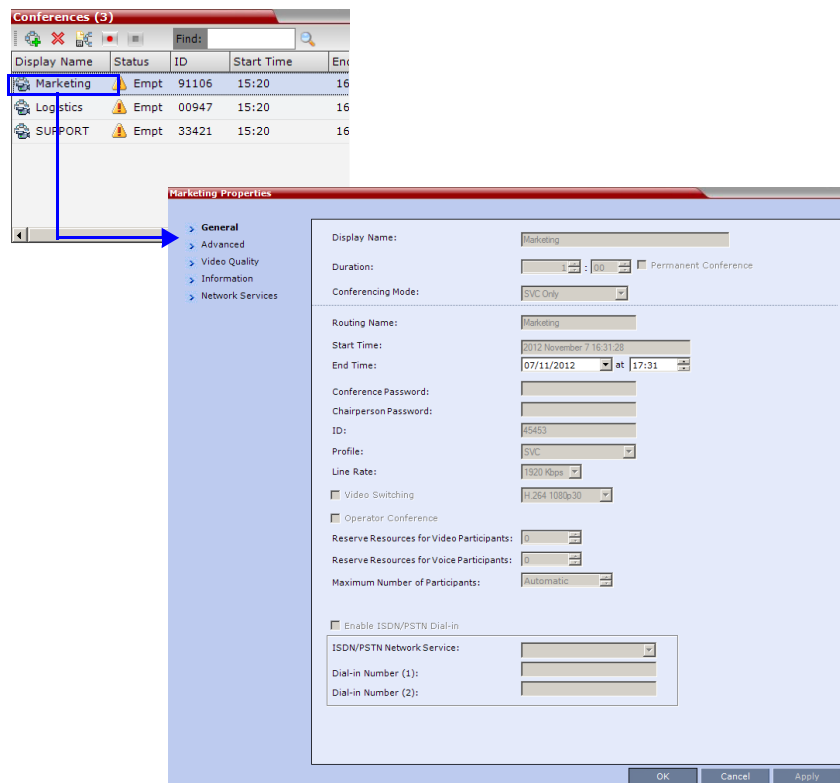 Conferences (3)
Find:
Display Name Status ID Start Time End
Marketing Empt 91106 15:20 16
Logistics Empt 00947 15:20 16
SUPPORT Empt 33421 15:20 16
Marketing Properties
General
Advanced
Video Quality
Information
Network Services
Display Name: Marketing
Duration: 1 : 00 Permanent Conference
Conferencing Mode: SVC Only
Routing Name: Marketing
Start Time: 2012 November 7 16:31:28
End Time: 07/11/2012 at 17:31
Conference Password:
Chairperson Password:
ID: 45453
Profile: SVC
Line Rate: 1920 Kbps
Video Switching H.264 1080p30
Operator Conference
Reserve Resources for Video Participants: 0
Reserve Resources for Voice Participants: 0
Maximum Number of Participants: Automatic
Enable ISDN/PSTN Dial-in
ISDN/PSTN Network Service:
Dial-in Number (1):
Dial-in Number (2):
OK Cancel Apply